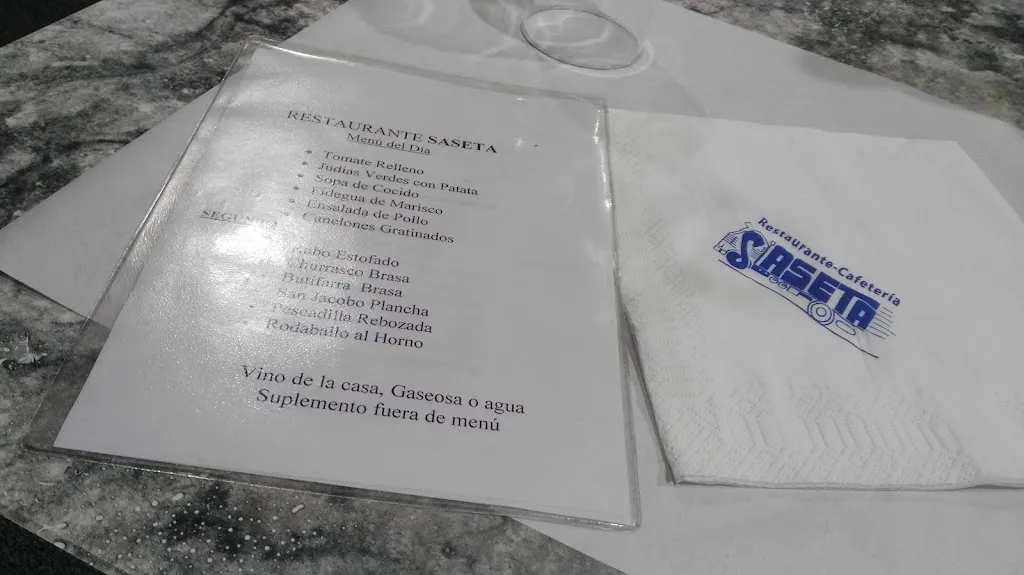 RESTAURANTE SASETA
Menú del Dia
Tomate Relleno
Judias Verdes con Patata
Sopa de Cocido
Fidegua de Marisco
Ensalada de Pollo
Canelones Gratinados
Estofado
Churrasco Brasa
Butifarra Brasa
San Jacobo Plancha
Pescadilla Rebozada
Rodaballo al Horno
Vino de la casa, Gaseosa o agua
Suplemento fuera de menú
Restaurante-Cafetería
SASETA